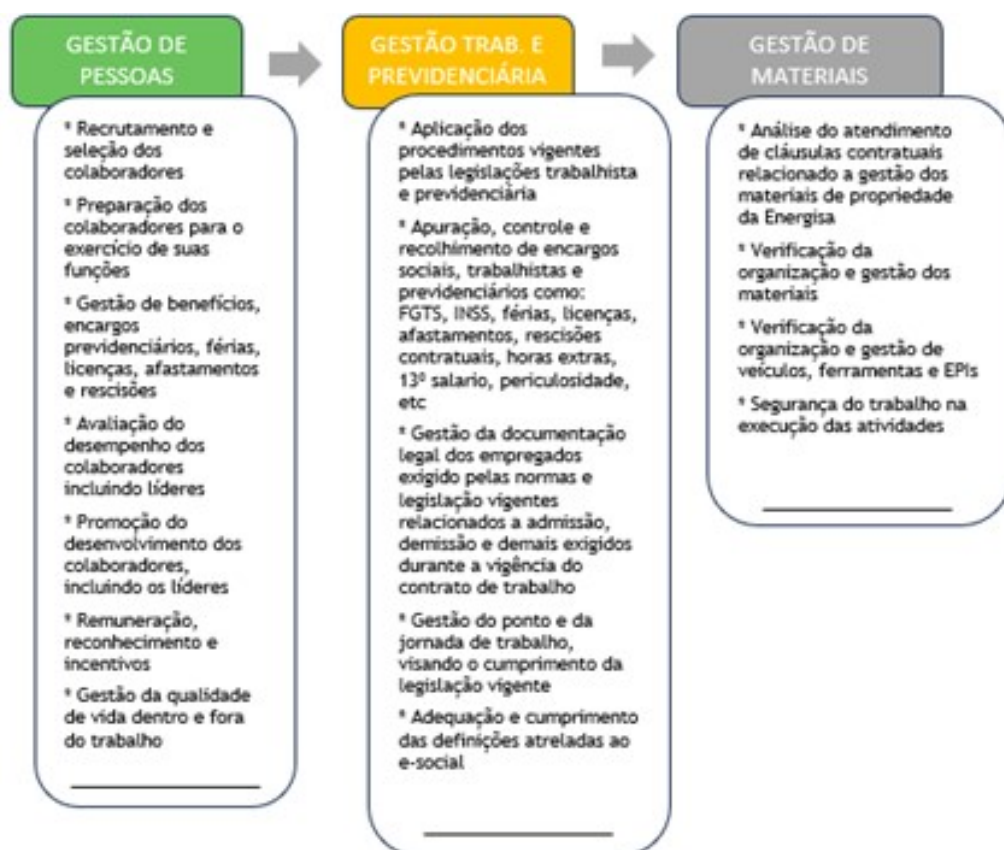 GESTÃO DE
PESSOAS
* Recrutamento e
seleção dos
colaboradores
* Preparação dos
colaboradores para o
exercício de suas
funções
* Gestão de benefícios,
encargos
previdenciários, férias,
licenças, afastamentos
e rescisões
* Avaliação do
desempenho dos
colaboradores
incluindo líderes
* Promoção do
desenvolvimento dos
colaboradores,
incluindo os líderes
* Remuneração,
reconhecimento e
incentivos
* Gestão da qualidade
de vida dentro e fora
do trabalho
GESTÃO TRAB. E
PREVIDENCIÁRIA
* Aplicação dos
procedimentos vigentes
pelas legislações trabalhista
e previdenciária
* Apuração, controle e
recolhimento de encargos
sociais, trabalhistas e
previdenciários como:
FGTS, INSS, férias, licenças,
afastamentos, rescisões
contratuais, horas extras,
13º salario, periculosidade,
etc
* Gestão da documentação
legal dos empregados
exigido pelas normas e
legislação vigentes
relacionados a admissão,
demissão e demais exigidos
durante a vigência do
contrato de trabalho
* Gestão do ponto e da
jornada de trabalho,
visando o cumprimento da
legislação vigente
* Adequação e cumprimento
das definições atreladas ao
e-social
GESTÃO DE
MATERIAIS
* Análise do atendimento
de cláusulas contratuais
relacionado a gestão dos
materiais de propriedade
da Energisa
* Verificação da
organização e gestão dos
materiais
* Verificação da
organização e gestão de
veículos, ferramentas e EPIs
* Segurança do trabalho na
execução das atividades